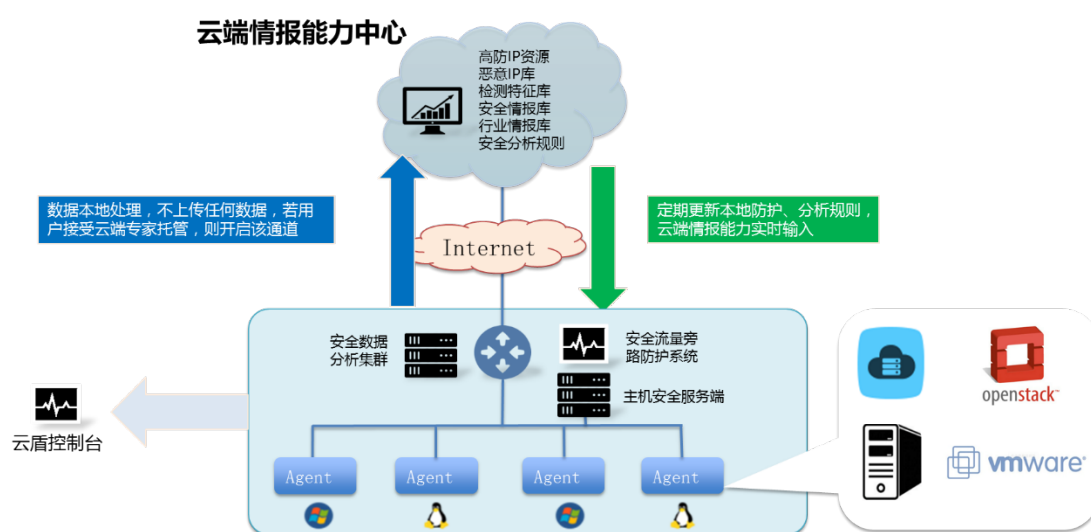 云端情报能力中心
高防IP资源
恶意IP库
检测特征库
安全情报库
行业情报库
安全分析规则
数据本地处理，不上传任何数据，若用
户接受云端专家托管，则开启该通道
定期更新本地防护、分析规则，
云端情报能力实时输入
Internet
安全数据
分析集群
安全流量旁
路防护系统
主机安全服务端
云盾控制台
Agent
Agent
Agent
Agent
openstack™
vmware®